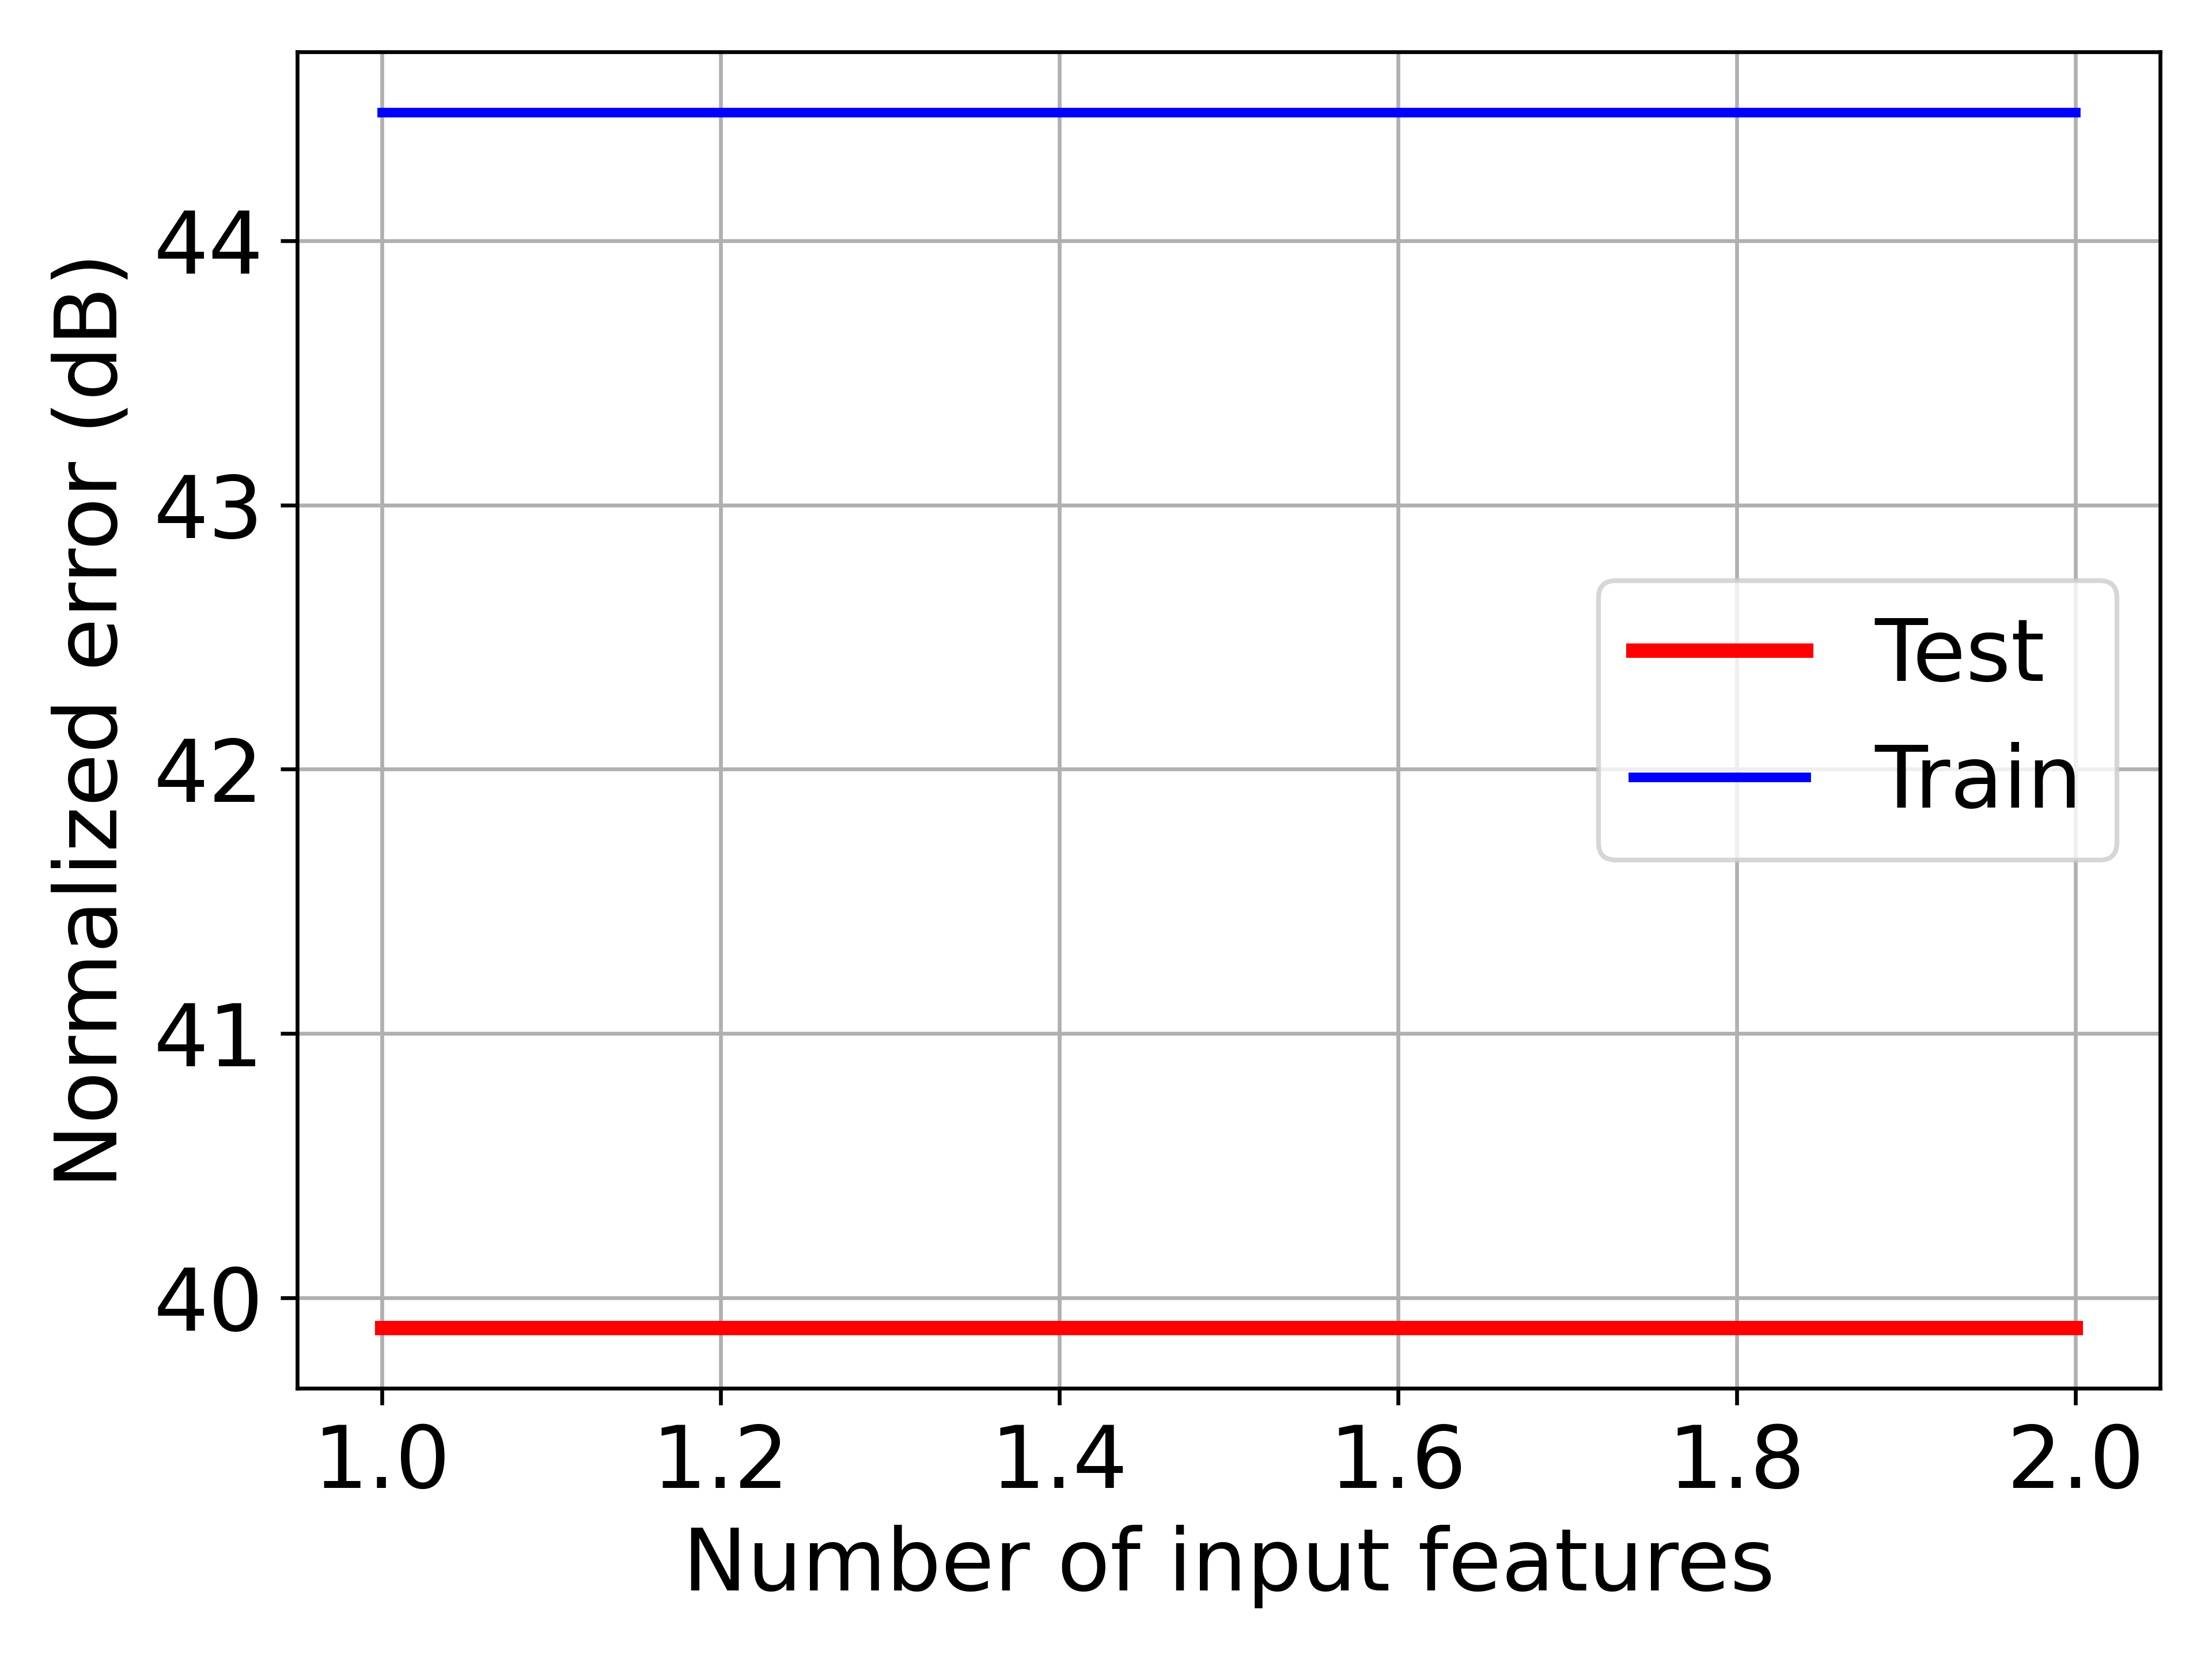 Normalized error (dB)
44
43
42
41
40
Test
Train
1.0 1.2 1.4 1.6 1.8 2.0
Number of input features